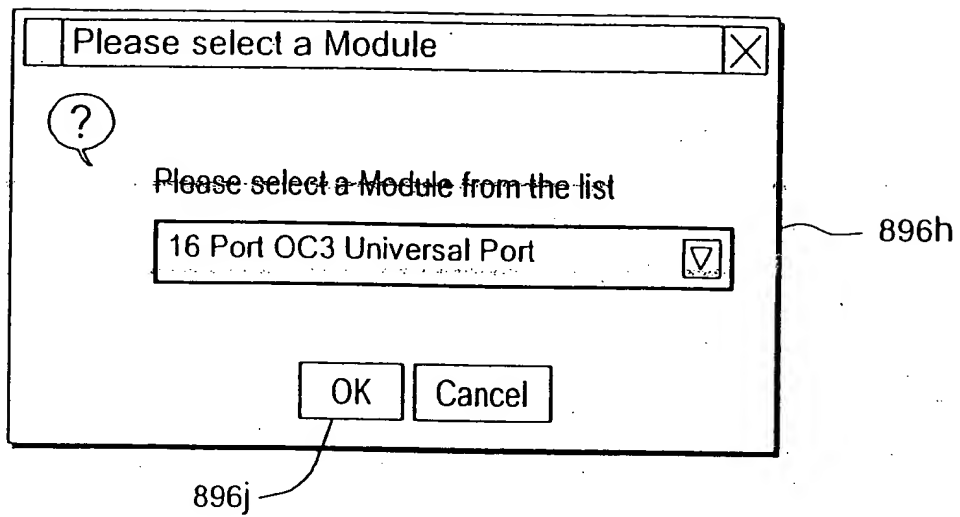 Please select a Module
?
Please select a Module from the list
16 Port OC3 Universal Port
896h
OK
Cancel
896j